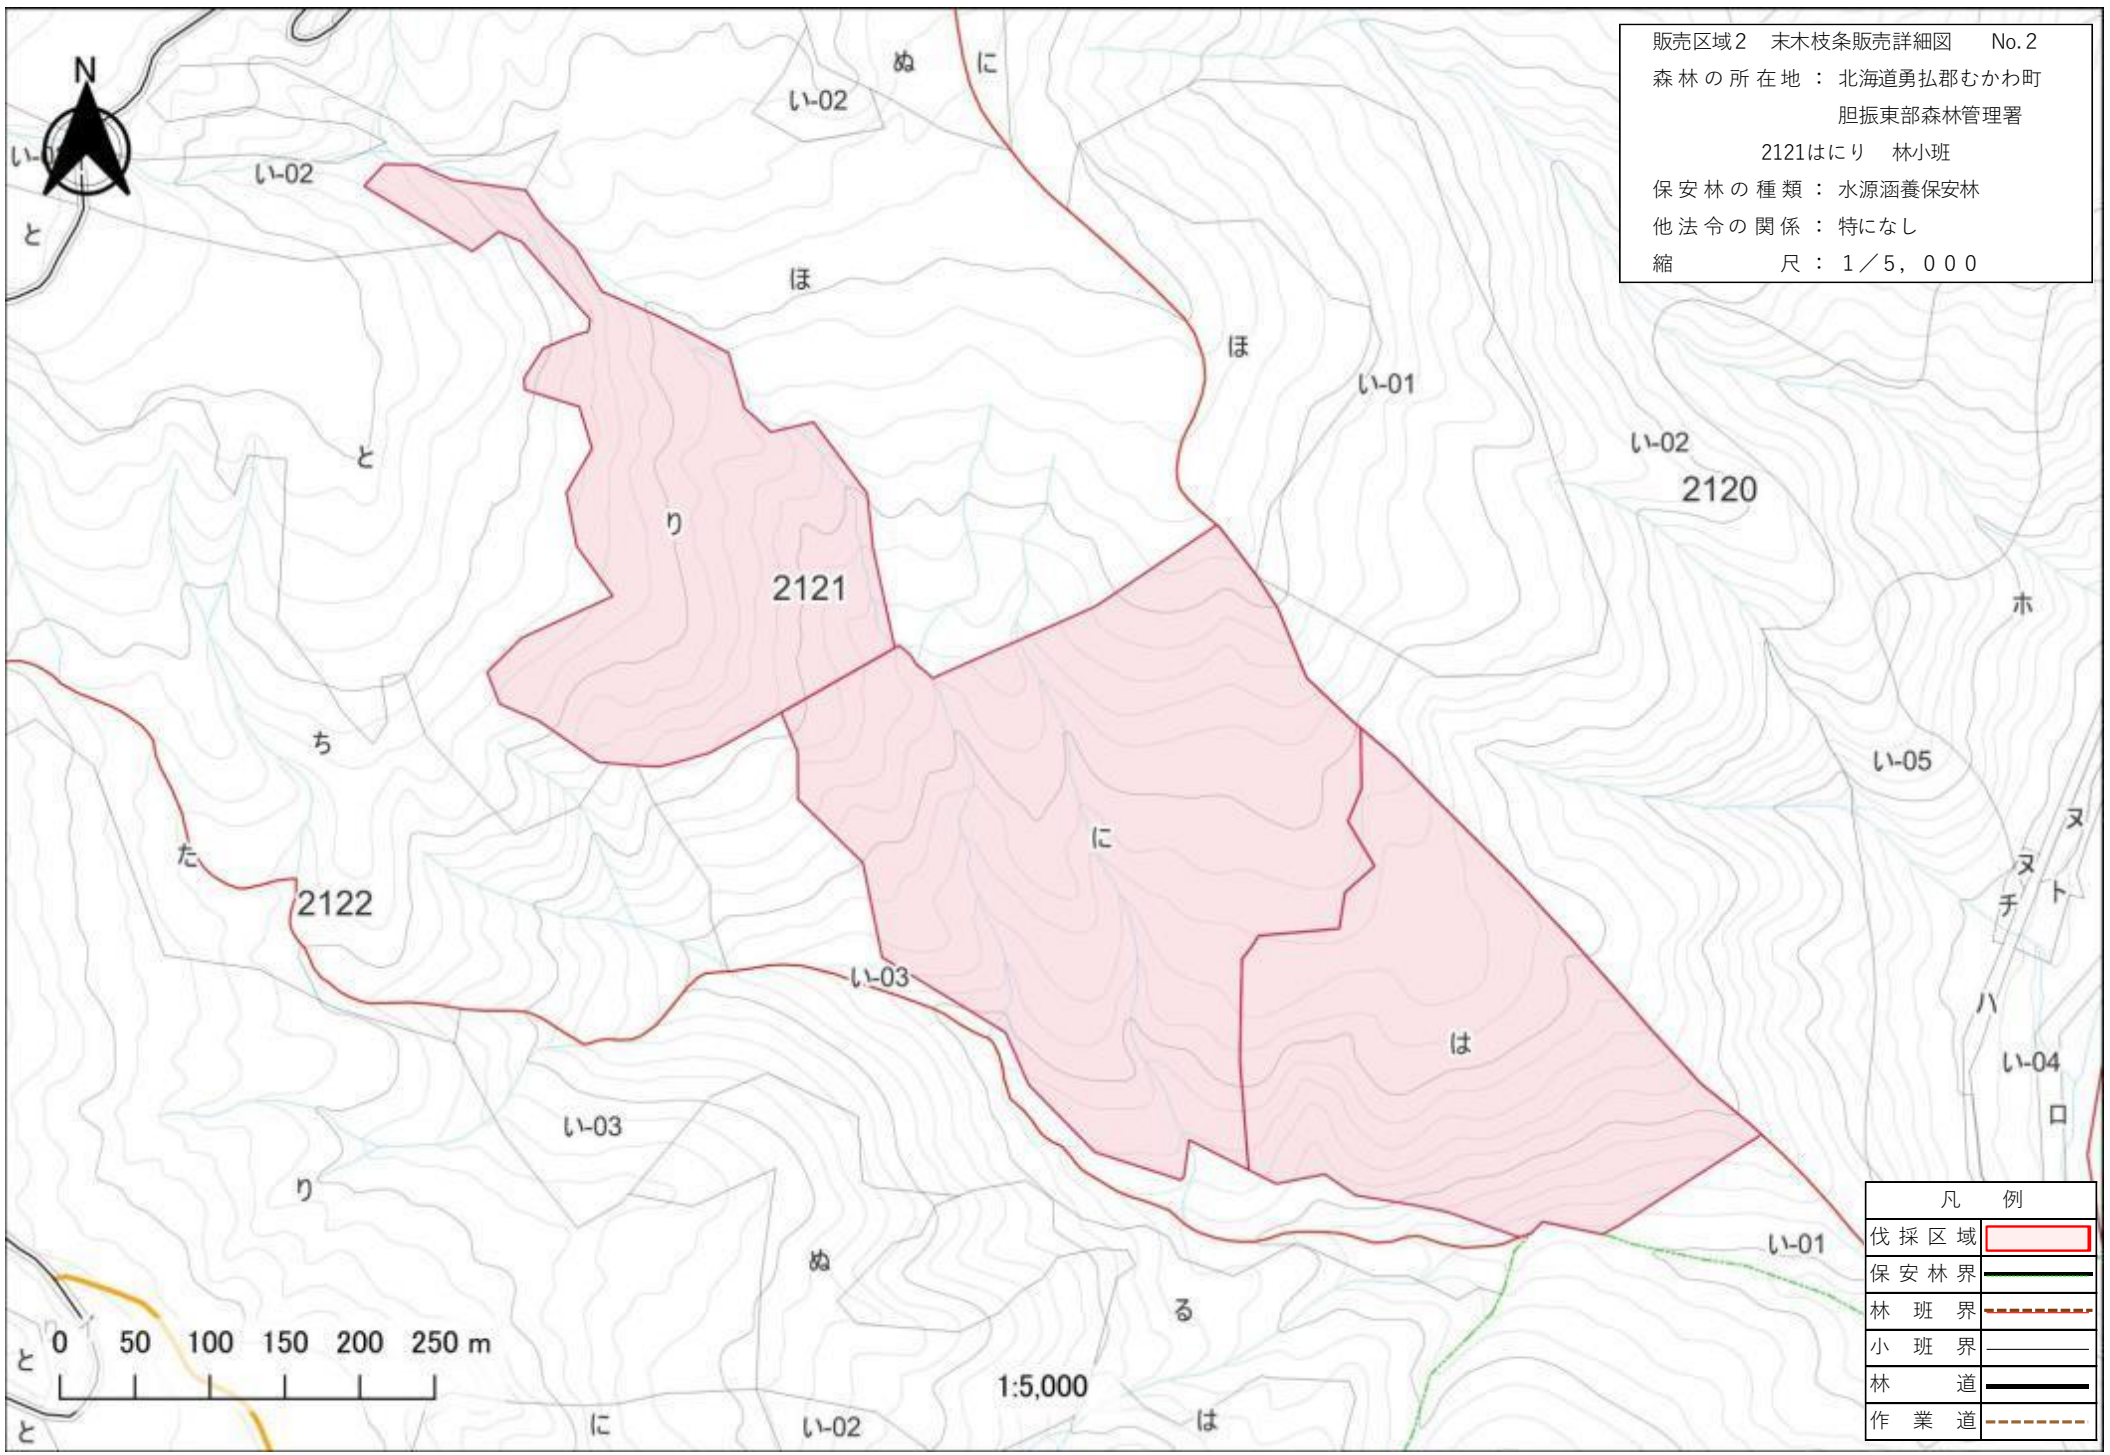 販売区域2 末木枝条販売詳細図 No.2
森林の所在地 : 北海道勇払郡むかわ町
胆振東部森林管理署
2121はにり 林小班
保安林の種類 : 水源涵養保安林
他法令の関係 : 特になし
縮 尺 : 1/5,000
N
ぬ
に
い-02
い-02
と
ほ
ほ
い-01
い-02
2120
と
り
2121
ホ
ち
い-05
ヌ
に
た
2122
ヌ
ト
チ
い-03
ハ
は
い-04
い-03
ロ
り
い-01
ぬ
る
0 50 100 150 200 250 m
と
1:5,000
と
に
い-02
は
凡 例
伐採区域
保安林界
林班界
小班界
林道
作業道